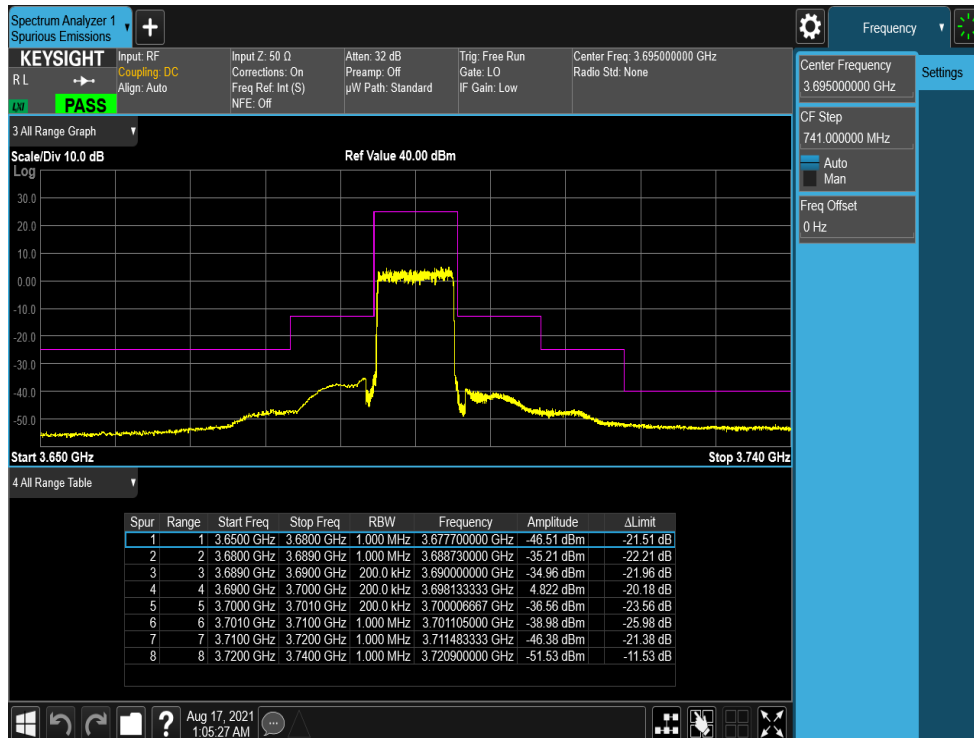 Spectrum Analyzer 1
Spurious Emissions
Frequency
KEYSIGHT
R L
LXI
PASS
Input: RF
Coupling: DC
Align: Auto
Input Z: 50 Ω
Corrections: On
Freq Ref: Int (S)
NFE: Off
Atten: 32 dB
Preamp: Off
µW Path: Standard
Trig: Free Run
Gate: LO
IF Gain: Low
Center Freq: 3.695000000 GHz
Radio Std: None
Center Frequency
3.695000000 GHz
Settings
CF Step
741.000000 MHz
Auto
Man
Freq Offset
0 Hz
3 All Range Graph
Scale/Div 10.0 dB
Ref Value 40.00 dBm
Log
30.0
20.0
10.0
0.00
-10.0
-20.0
-30.0
-40.0
-50.0
Start 3.650 GHz
Stop 3.740 GHz
4 All Range Table
Spur Range Start Freq Stop Freq RBW Frequency Amplitude ΔLimit
1 1 3.6500 GHz 3.6800 GHz 1.000 MHz 3.677700000 GHz -46.51 dBm -21.51 dB
2 2 3.6800 GHz 3.6890 GHz 1.000 MHz 3.688730000 GHz -35.21 dBm -22.21 dB
3 3 3.6890 GHz 3.6900 GHz 200.0 kHz 3.690000000 GHz -34.96 dBm -21.96 dB
4 4 3.6900 GHz 3.7000 GHz 200.0 kHz 3.698133333 GHz 4.822 dBm -20.18 dB
5 5 3.7000 GHz 3.7010 GHz 200.0 kHz 3.700006667 GHz -36.56 dBm -23.56 dB
6 6 3.7010 GHz 3.7100 GHz 1.000 MHz 3.701105000 GHz -38.98 dBm -25.98 dB
7 7 3.7100 GHz 3.7200 GHz 1.000 MHz 3.711483333 GHz -46.38 dBm -21.38 dB
8 8 3.7200 GHz 3.7400 GHz 1.000 MHz 3.720900000 GHz -51.53 dBm -11.53 dB
Aug 17, 2021
1:05:27 AM